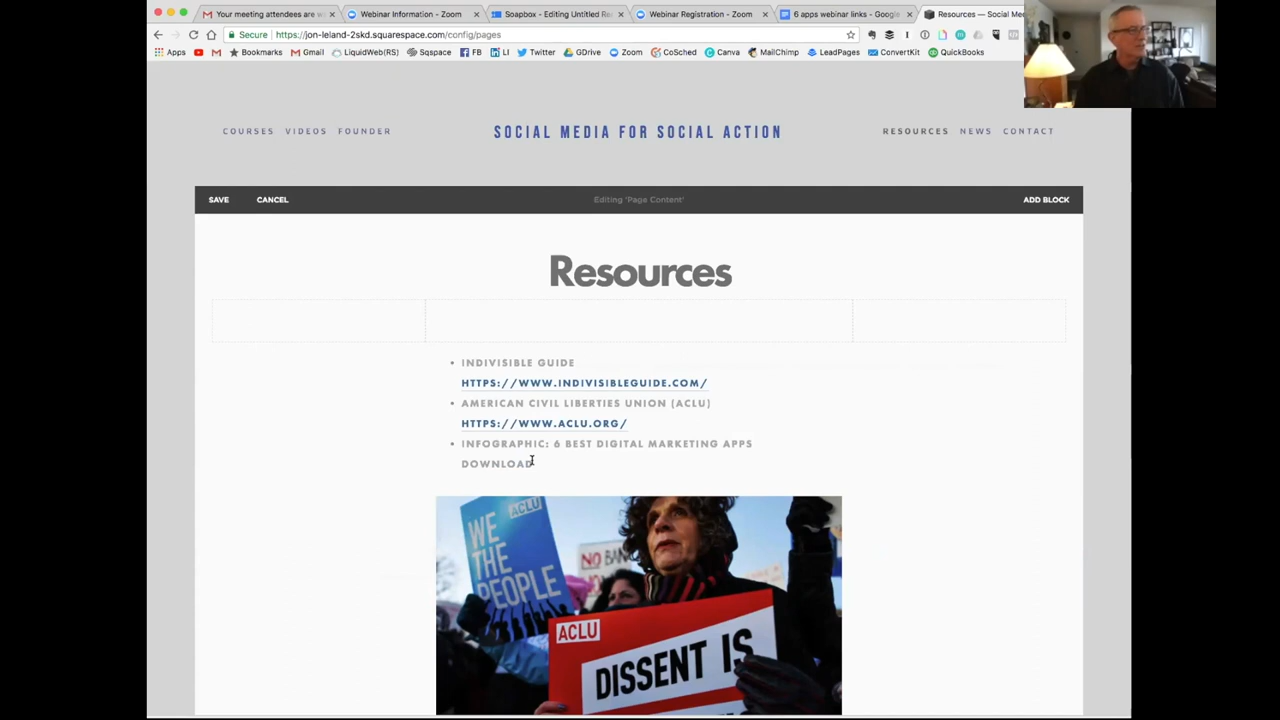 Your meeting attendees are w
Webinar Information - Zoom
Soapbox - Editing Untitled Re
Webinar Registration - Zoom
6 apps webinar links - Google
Resources — Social Me
Secure
https://jon-leland-2skd.squarespace.com/config/pages
Apps
Bookmarks
Gmail
LiquidWeb(RS)
Sqspace
FB
LI
Twitter
GDrive
Zoom
CoSched
Canva
MailChimp
LeadPages
ConvertKit
QuickBooks
COURSES VIDEOS FOUNDER
SOCIAL MEDIA FOR SOCIAL ACTION
RESOURCES NEWS CONTACT
SAVE
CANCEL
Editing 'Page Content'
ADD BLOCK
Resources
• INDIVISIBLE GUIDE
HTTPS://WWW.INDIVISIBLEGUIDE.COM/
• AMERICAN CIVIL LIBERTIES UNION (ACLU)
HTTPS://WWW.ACLU.ORG/
• INFOGRAPHIC: 6 BEST DIGITAL MARKETING APPS
DOWNLOAD
ACLU
WE
THE
PEOPLE
NO BAN
ACLU
DISSENT IS